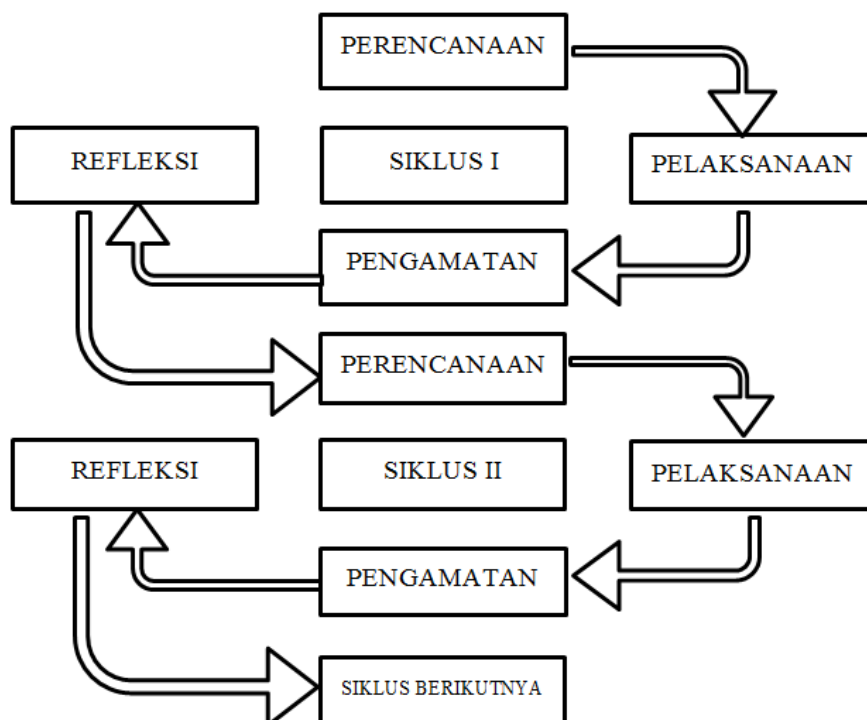 PERENCANAAN
REFLEKSI
SIKLUS I
PELAKSANAAN
PENGAMATAN
PERENCANAAN
REFLEKSI
SIKLUS II
PELAKSANAAN
PENGAMATAN
SIKLUS BERIKUTNYA